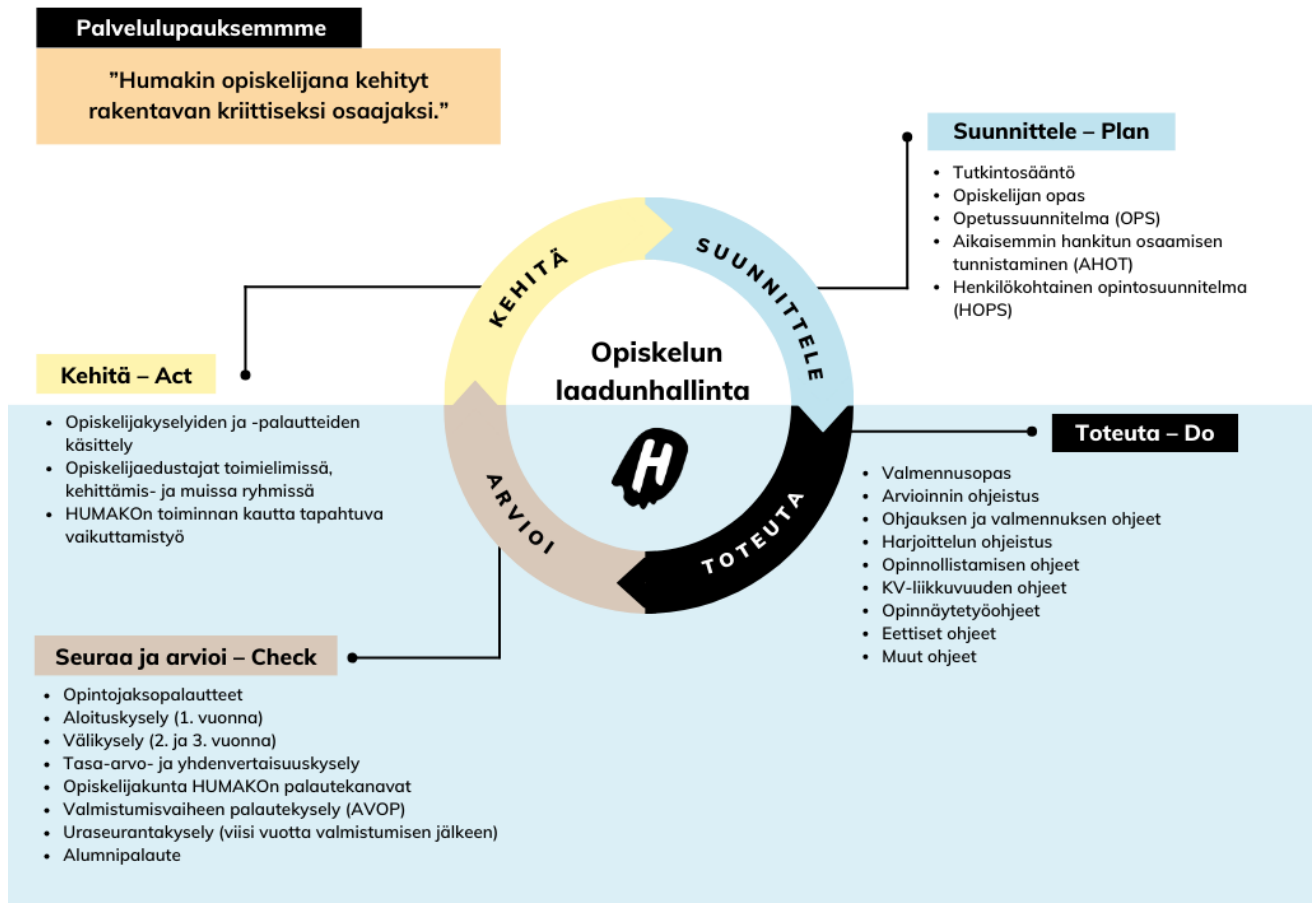 Palvelulupauksemmme
”Humakin opiskelijana kehityt
rakentavan kriittiseksi osaajaksi.”
Suunnittele – Plan
• Tutkintosääntö
• Opiskelijan opas
• Opetussuunnitelma (OPS)
• Aikaisemmin hankitun osaamisen
tunnistaminen (AHOT)
• Henkilökohtainen opintosuunnitelma
(HOPS)
KEHITÄ
SUUNNITTELE
TOTEUTA
ARVIOI
Opiskelun
laadunhallinta
H
Kehitä – Act
• Opiskelijakyselyiden ja -palautteiden
käsittely
• Opiskelijaedustajat toimielimissä,
kehittämis- ja muissa ryhmissä
• HUMAKOn toiminnan kautta tapahtuva
vaikuttamistyö
Toteuta – Do
• Valmennusopas
• Arvioinnin ohjeistus
• Ohjauksen ja valmennuksen ohjeet
• Harjoittelun ohjeistus
• Opinnollistamisen ohjeet
• KV-liikkuvuuden ohjeet
• Opinnäytetyöohjeet
• Eettiset ohjeet
• Muut ohjeet
Seuraa ja arvioi – Check
• Opintojaksopalautteet
• Aloituskysely (1. vuonna)
• Välikysely (2. ja 3. vuonna)
• Tasa-arvo- ja yhdenvertaisuuskysely
• Opiskelijakunta HUMAKOn palautekanavat
• Valmistumisvaiheen palautekysely (AVOP)
• Uraseurantakysely (viisi vuotta valmistumisen jälkeen)
• Alumnipalaute